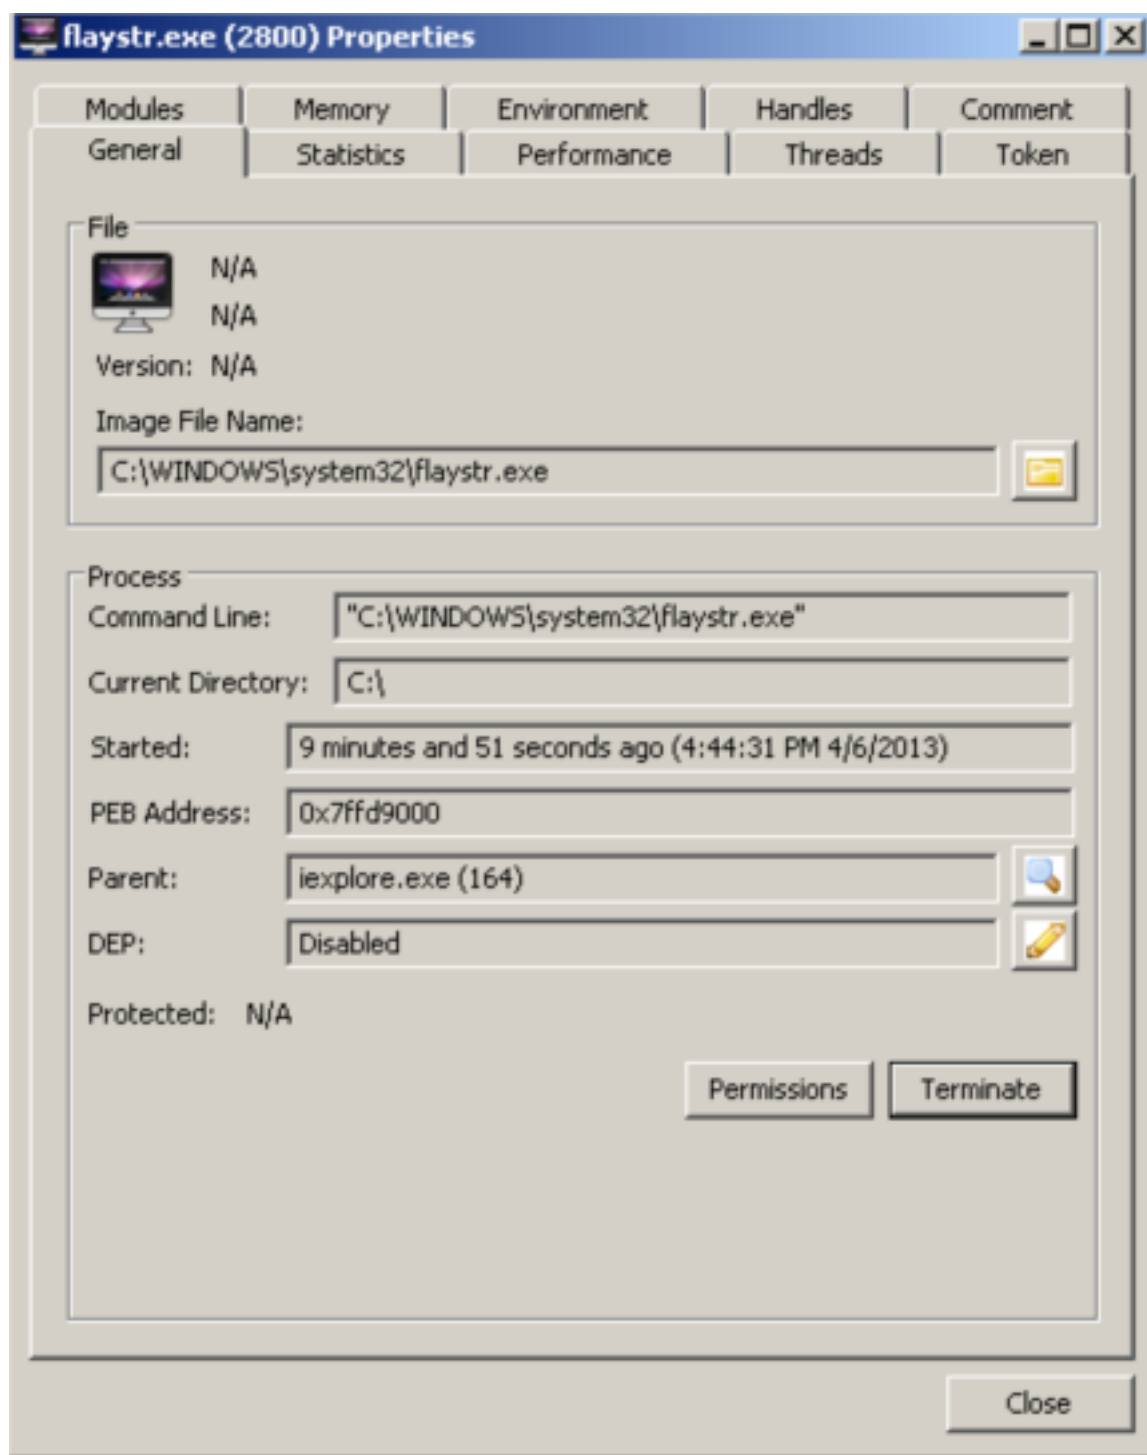 flaystr.exe (2800) Properties
Modules Memory Environment Handles Comment
General Statistics Performance Threads Token
File
N/A
N/A
Version: N/A
Image File Name:
C:\WINDOWS\system32\flaystr.exe
Process
Command Line: "C:\WINDOWS\system32\flaystr.exe"
Current Directory: C:\
Started: 9 minutes and 51 seconds ago (4:44:31 PM 4/6/2013)
PEB Address: 0x7ffd9000
Parent: iexplore.exe (164)
DEP: Disabled
Protected: N/A
Permissions Terminate
Close